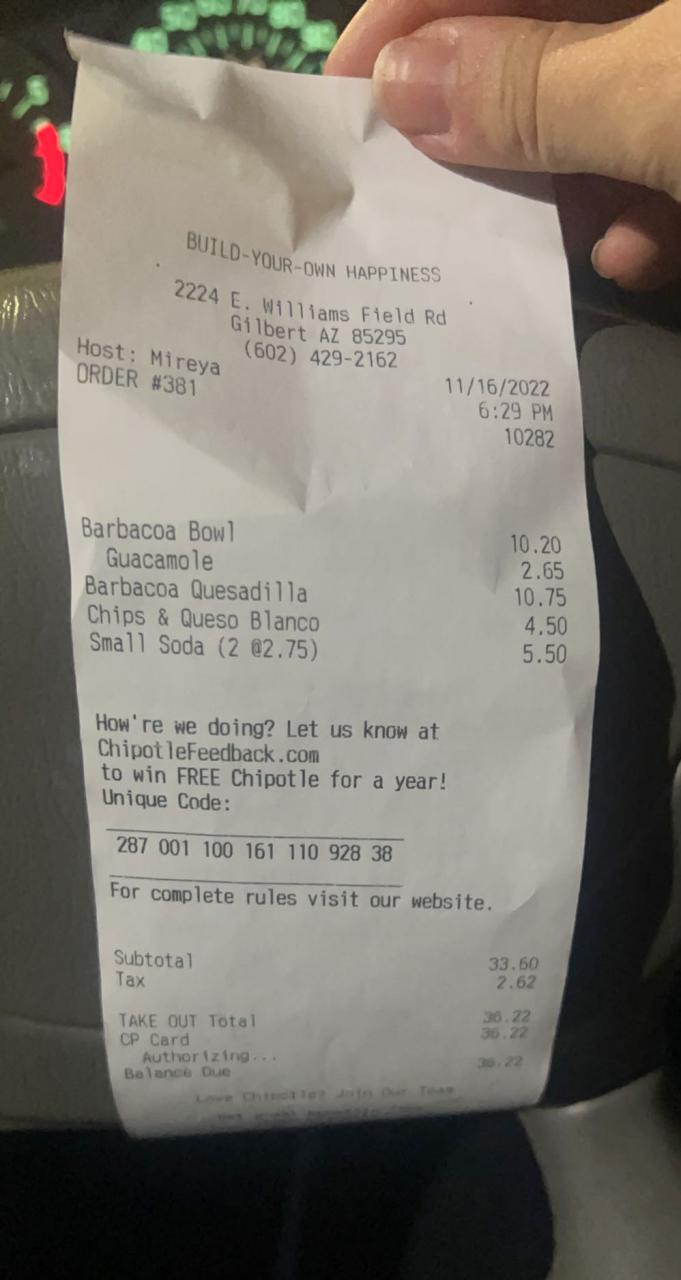 BUILD-YOUR-OWN HAPPINESS
2224 E. Williams Field Rd
Gilbert AZ 85295
(602) 429-2162
Host: Mireya
ORDER #381
11/16/2022
6:29 PM
10282
Barbacoa Bowl 10.20
Guacamole 2.65
Barbacoa Quesadilla 10.75
Chips & Queso Blanco 4.50
Small Soda (2 @2.75) 5.50
How're we doing? Let us know at
ChipotleFeedback.com
to win FREE Chipotle for a year!
Unique Code:
287 001 100 161 110 928 38
For complete rules visit our website.
Subtotal 33.60
Tax 2.62
TAKE OUT Total 36.22
CP Card 36.22
Authorizing...
Balance Due 36.22
Love Chipotle? Join Our Team